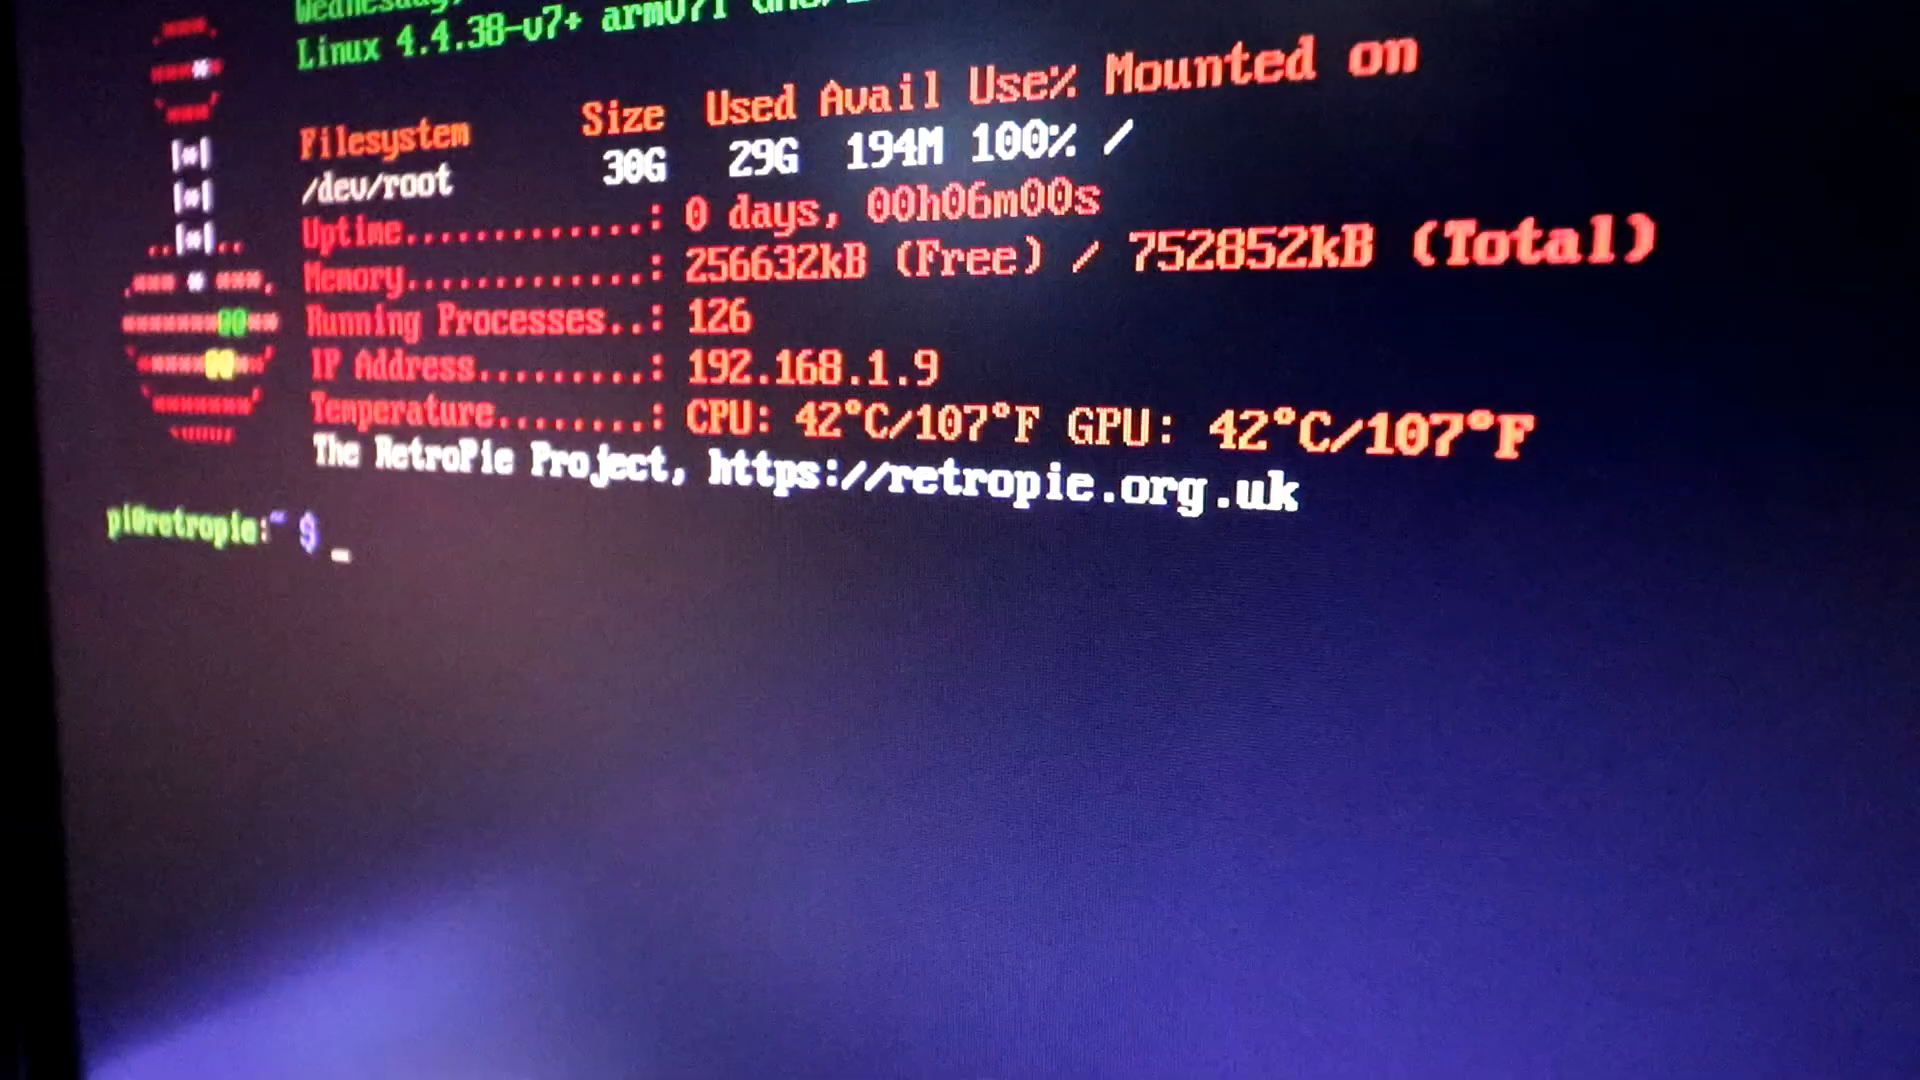 Wednesday,
Linux 4.4.38-v7+ armv7l
Filesystem Size Used Avail Use% Mounted on
/dev/root 30G 29G 194M 100% /
Uptime.............: 0 days, 00h06m00s
Memory.............: 256632kB (Free) / 752852kB (Total)
Running Processes..: 126
IP Address.........: 192.168.1.9
Temperature........: CPU: 42°C/107°F GPU: 42°C/107°F
The RetroPie Project, https://retropie.org.uk
pi@retropie:~ $ _